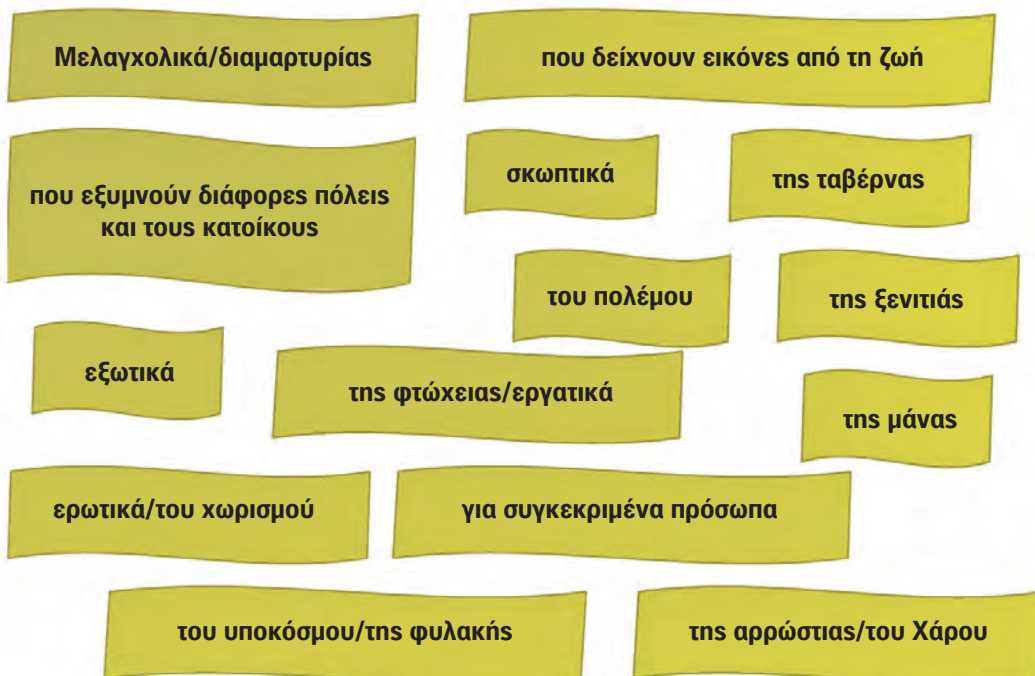 Μελαγχολικά/διαμαρτυρίας
που δείχνουν εικόνες από τη ζωή
που εξυμνούν διάφορες πόλεις
και τους κατοίκους
σκωπτικά
της ταβέρνας
του πολέμου
της ξενιτιάς
εξωτικά
της φτώχειας/εργατικά
της μάνας
ερωτικά/του χωρισμού
για συγκεκριμένα πρόσωπα
του υποκόσμου/της φυλακής
της αρρώστιας/του Χάρου